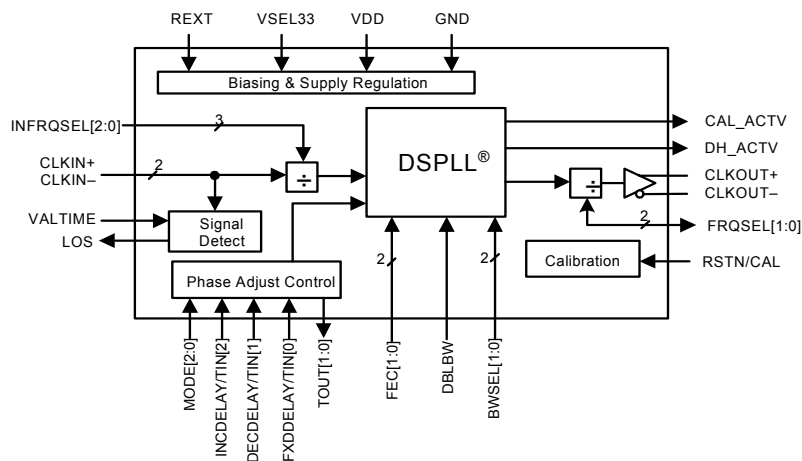 REXT VSEL33 VDD GND
Biasing & Supply Regulation
INFRQSEL[2:0] 3
CLKIN+
CLKIN– 2
÷
DSPLL®
CAL_ACTV
DH_ACTV
÷
CLKOUT+
CLKOUT–
2 FRQSEL[1:0]
VALTIME
LOS
Signal
Detect
Phase Adjust Control
2 2
Calibration
RSTN/CAL
MODE[2:0]
INCDELAY/TIN[2]
DECDELAY/TIN[1]
FXDDELAY/TIN[0]
TOUT[1:0]
FEC[1:0]
DBLBW
BWSEL[1:0]